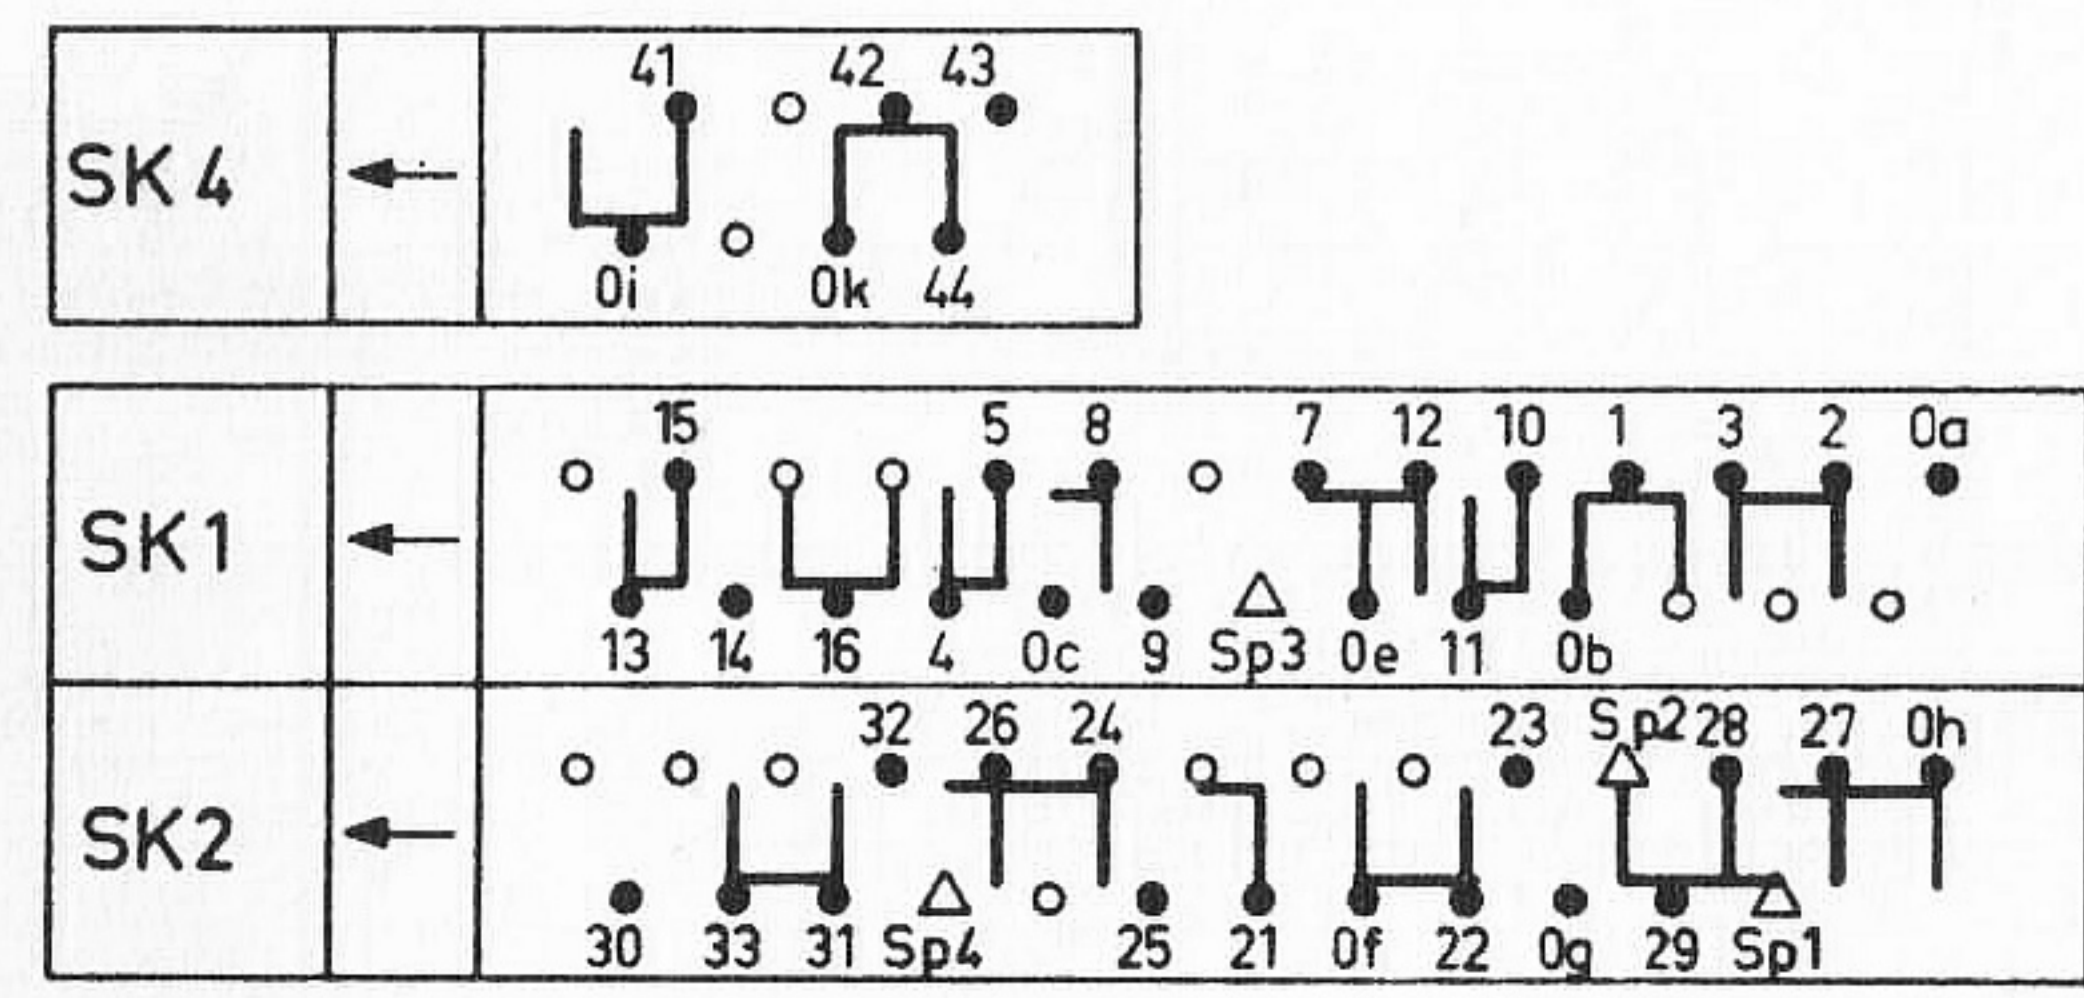 41 42 43
SK 4
0i 0k 44
15 5 8 7 12 10 1 3 2 0a
SK1
13 14 16 4 0c 9 Sp3 0e 11 0b
32 26 24 23 Sp2 28 27 0h
SK2
30 33 31 Sp4 25 21 0f 22 0g 29 Sp1